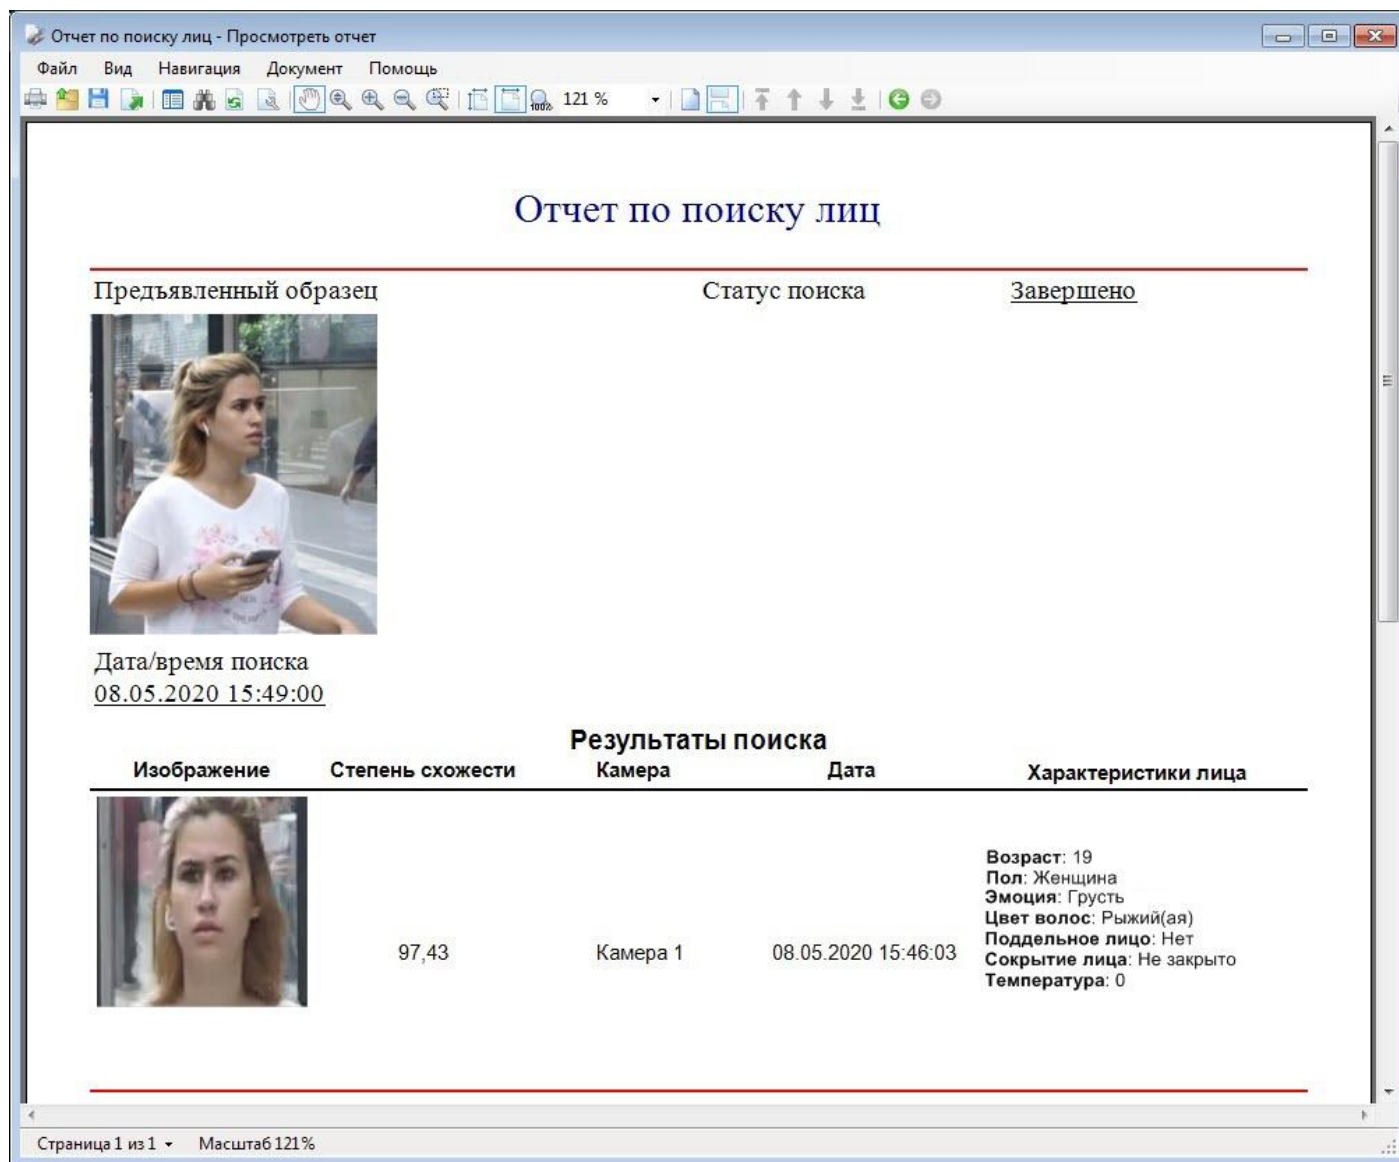 Отчет по поиску лиц - Просмотреть отчет
Файл Вид Навигация Документ Помощь
100% 121 %
Отчет по поиску лиц
Предъявленный образец Статус поиска Завершено
Дата/время поиска
08.05.2020 15:49:00
Результаты поиска
Изображение Степень схожести Камера Дата Характеристики лица
Возраст: 19
Пол: Женщина
Эмоция: Грусть
Цвет волос: Рыжий(ая)
Поддельное лицо: Нет
97,43 Камера 1 08.05.2020 15:46:03
Сокрытие лица: Не закрыто
Температура: 0
Страница 1 из 1 Масштаб 121%